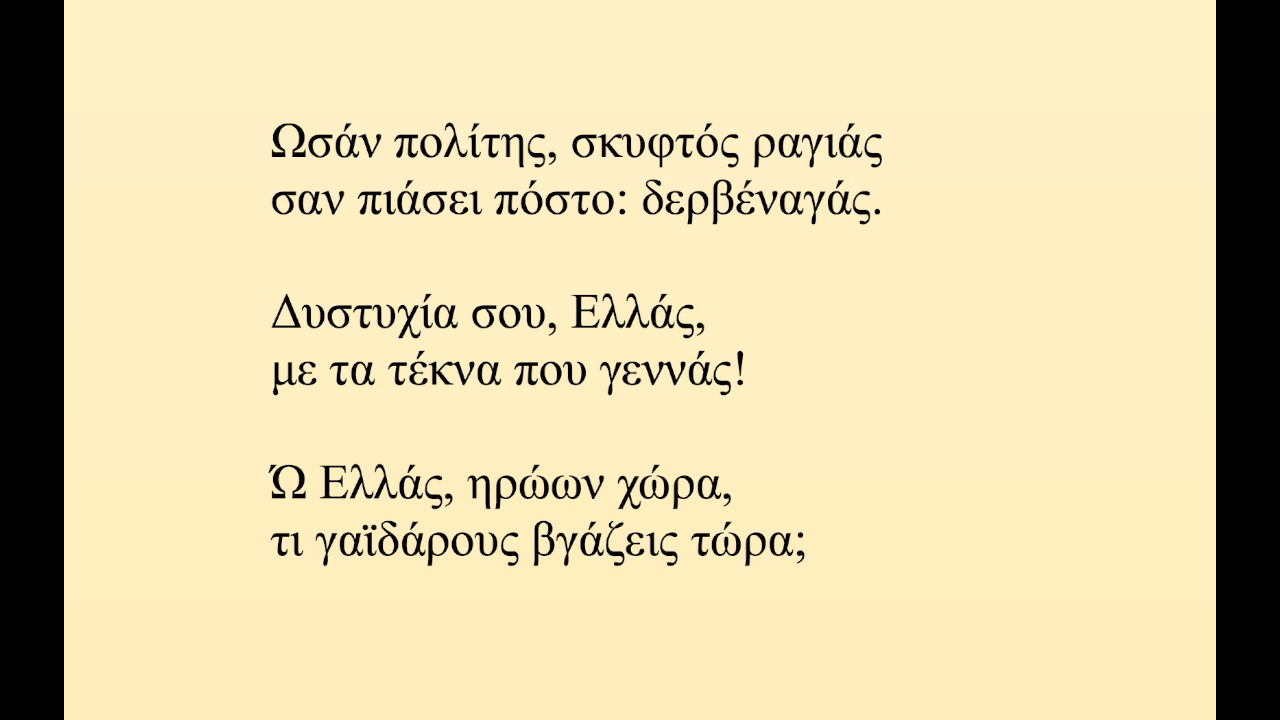 Ωσάν πολίτης, σκυφτός ραγιάς
σαν πιάσει πόστο: δερβέναγάς.
Δυστυχία σου, Ελλάς,
με τα τέκνα που γεννάς!
Ώ Ελλάς, ηρώων χώρα,
τι γαϊδάρους βγάζεις τώρα;